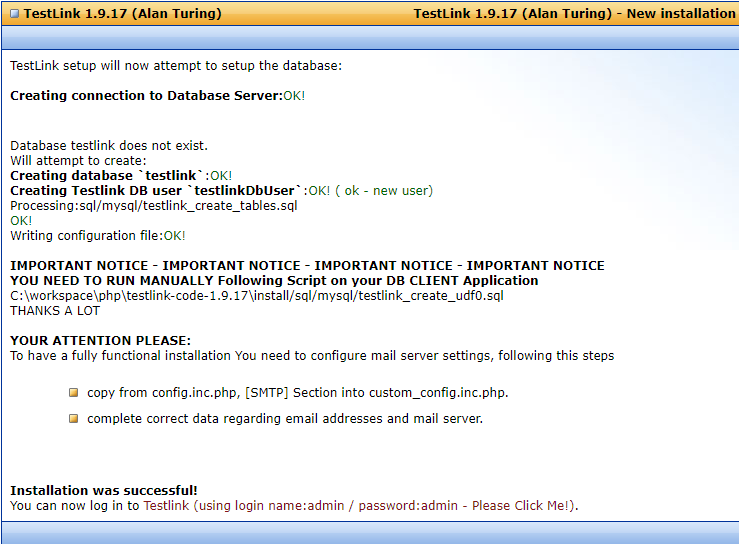 TestLink 1.9.17 (Alan Turing) TestLink 1.9.17 (Alan Turing) - New installation
TestLink setup will now attempt to setup the database:
Creating connection to Database Server:OK!
Database testlink does not exist.
Will attempt to create:
Creating database `testlink`:OK!
Creating Testlink DB user `testlinkDbUser`:OK! ( ok - new user)
Processing:sql/mysql/testlink_create_tables.sql
OK!
Writing configuration file:OK!
IMPORTANT NOTICE - IMPORTANT NOTICE - IMPORTANT NOTICE - IMPORTANT NOTICE
YOU NEED TO RUN MANUALLY Following Script on your DB CLIENT Application
C:\workspace\php\testlink-code-1.9.17\install/sql/mysql/testlink_create_udf0.sql
THANKS A LOT
YOUR ATTENTION PLEASE:
To have a fully functional installation You need to configure mail server settings, following this steps
copy from config.inc.php, [SMTP] Section into custom_config.inc.php.
complete correct data regarding email addresses and mail server.
Installation was successful!
You can now log in to Testlink (using login name:admin / password:admin - Please Click Me!).